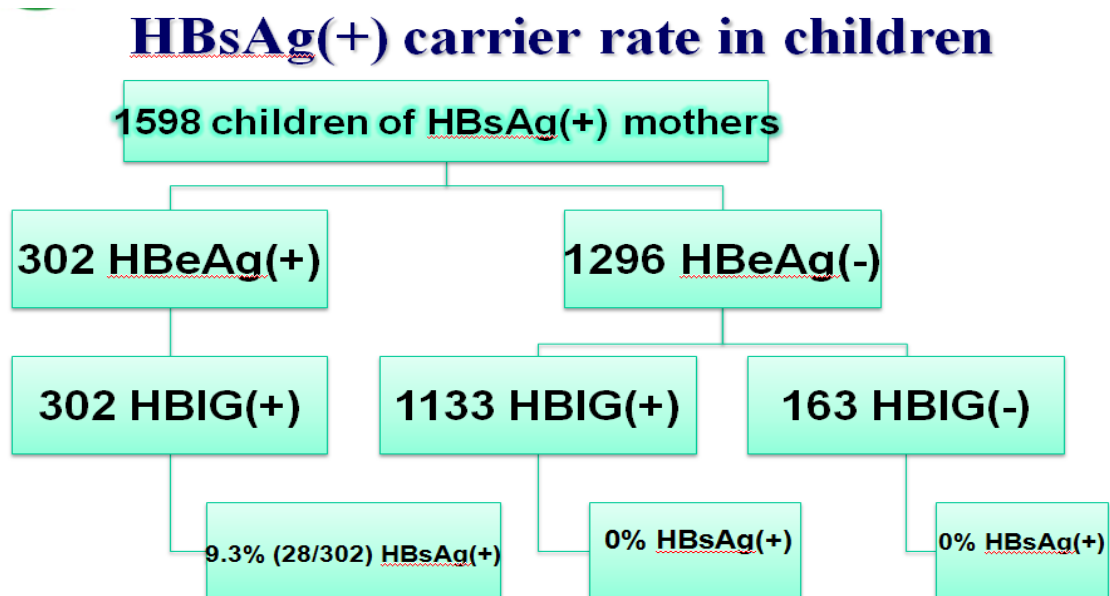 HBsAg(+) carrier rate in children
1598 children of HBsAg(+) mothers
302 HBeAg(+)
1296 HBeAg(-)
302 HBIG(+)
1133 HBIG(+)
163 HBIG(-)
9.3% (28/302) HBsAg(+)
0% HBsAg(+)
0% HBsAg(+)